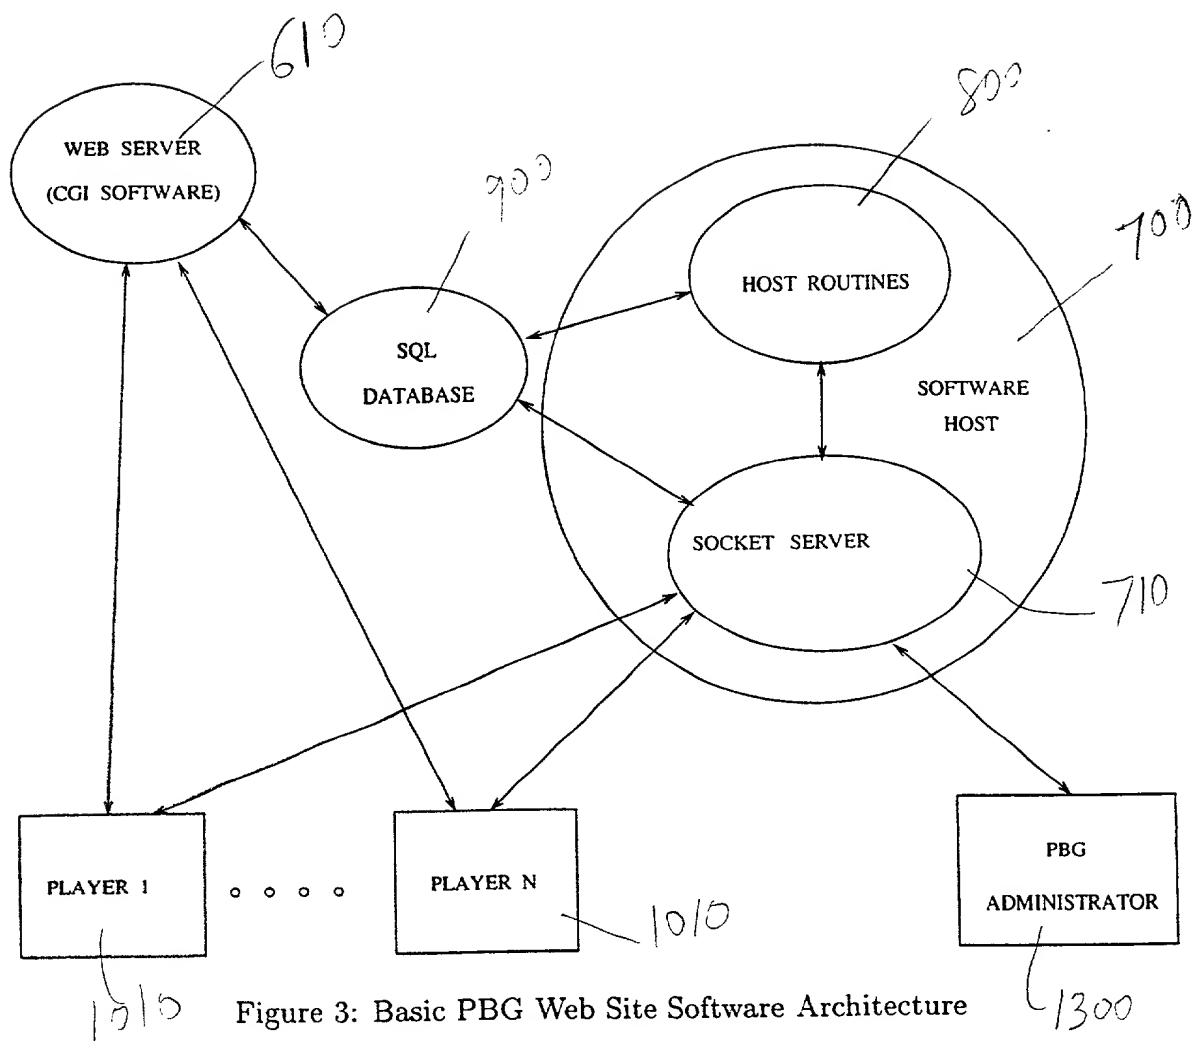 610
WEB SERVER
(CGI SOFTWARE)
800
900
700
HOST ROUTINES
SQL
DATABASE
SOFTWARE
HOST
SOCKET SERVER
710
PLAYER 1
PLAYER N
PBG
ADMINISTRATOR
1010
1010
1300
Figure 3: Basic PBG Web Site Software Architecture